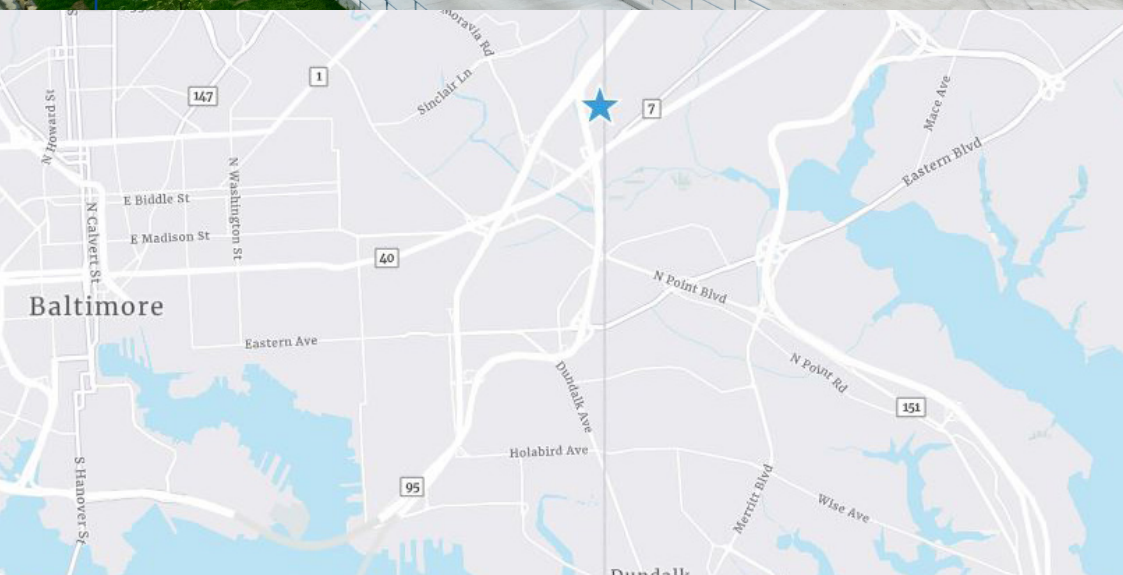 Moravia Rd
1
147
Sinclair Ln
7
Mace Ave
N Howard St
Eastern Blvd
N Washington St
E Biddle St
N Calvert St
E Madison St
40
N Point Blvd
Baltimore
Eastern Ave
N Point Rd
Dundalk Ave
151
Holabird Ave
95
S Hanover St
Merritt Blvd
Wise Ave
Dundalk